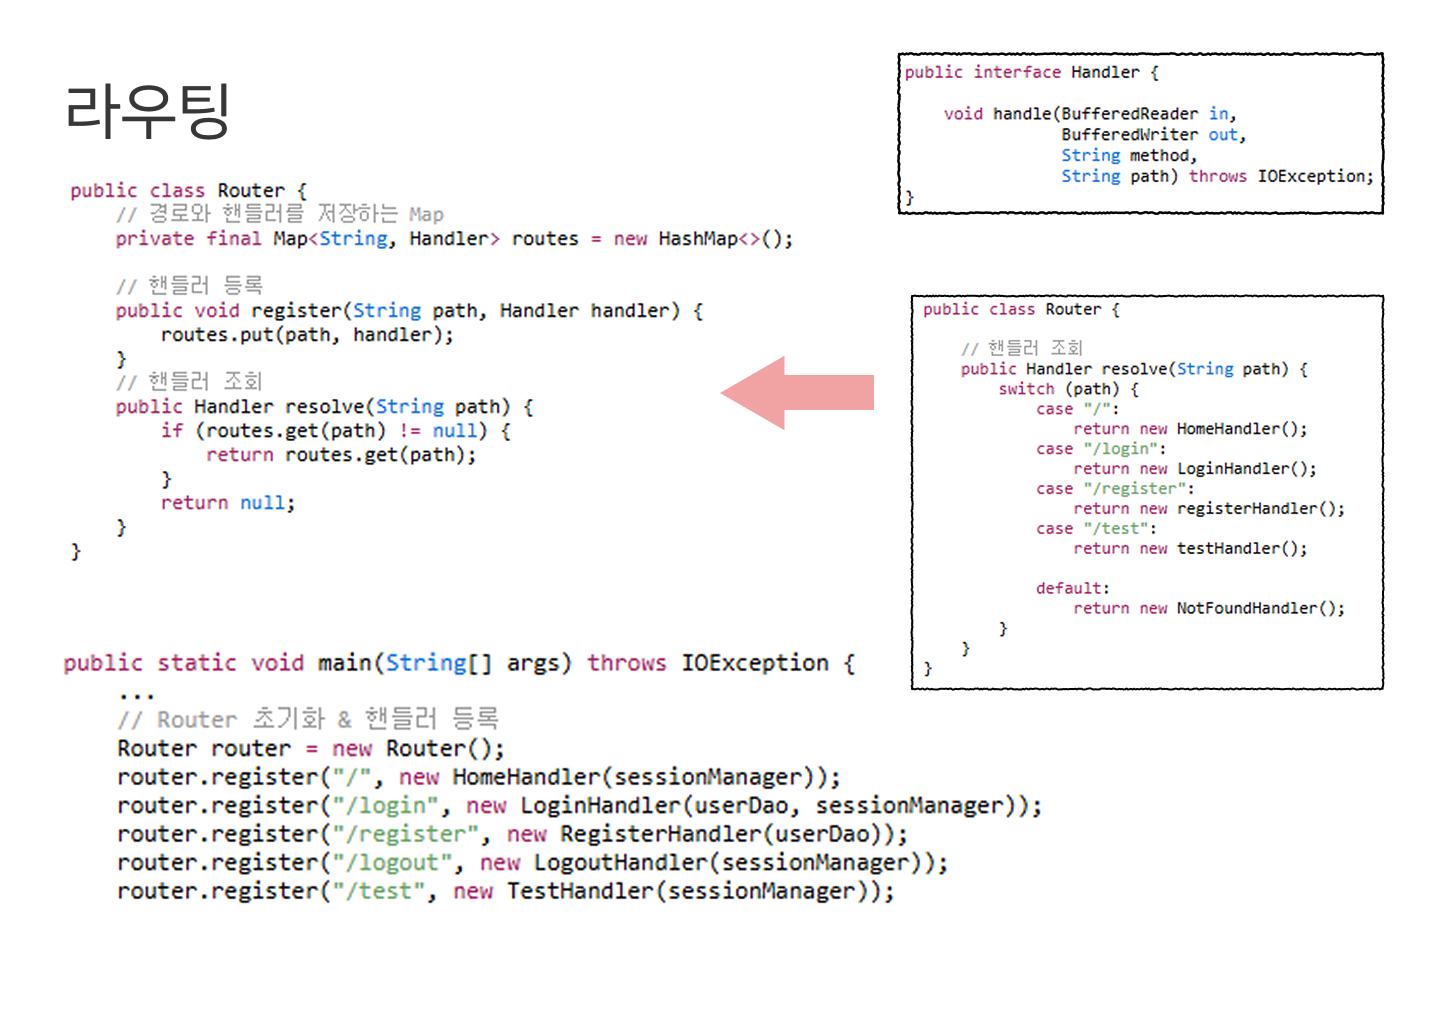 라우팅
public class Router {
    // 경로와 핸들러를 저장하는 Map
    private final Map<String, Handler> routes = new HashMap<>();

    // 핸들러 등록
    public void register(String path, Handler handler) {
        routes.put(path, handler);
    }
    // 핸들러 조회
    public Handler resolve(String path) {
        if (routes.get(path) != null) {
            return routes.get(path);
        }
        return null;
    }
}
public interface Handler {

    void handle(BufferedReader in,
                BufferedWriter out,
                String method,
                String path) throws IOException;
}
public class Router {

    // 핸들러 조회
    public Handler resolve(String path) {
        switch (path) {
            case "/":
                return new HomeHandler();
            case "/login":
                return new LoginHandler();
            case "/register":
                return new registerHandler();
            case "/test":
                return new testHandler();

            default:
                return new NotFoundHandler();
        }
    }
}
public static void main(String[] args) throws IOException {
    ...
    // Router 초기화 & 핸들러 등록
    Router router = new Router();
    router.register("/", new HomeHandler(sessionManager));
    router.register("/login", new LoginHandler(userDao, sessionManager));
    router.register("/register", new RegisterHandler(userDao));
    router.register("/logout", new LogoutHandler(sessionManager));
    router.register("/test", new TestHandler(sessionManager));